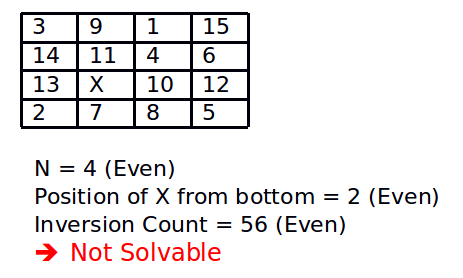 3 9 1 15
14 11 4 6
13 X 10 12
2 7 8 5
N = 4 (Even)
Position of X from bottom = 2 (Even)
Inversion Count = 56 (Even)
➔ Not Solvable